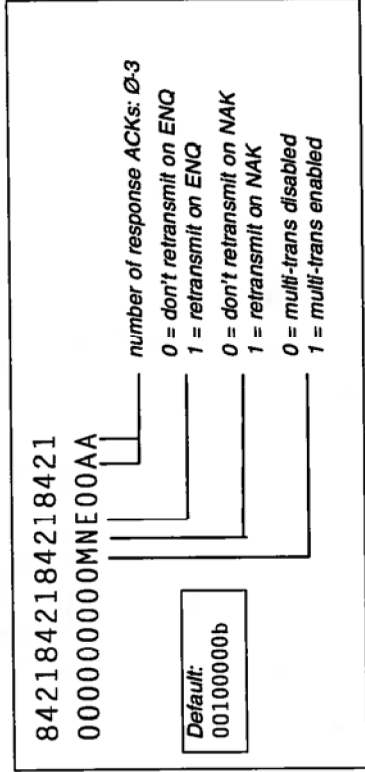 8421842184218421
000000000MNE00AA
number of response ACKs: Ø-3
0 = don't retransmit on ENQ
1 = retransmit on ENQ
0 = don't retransmit on NAK
1 = retransmit on NAK
0 = multi-trans disabled
1 = multi-trans enabled
Default:
00100000b